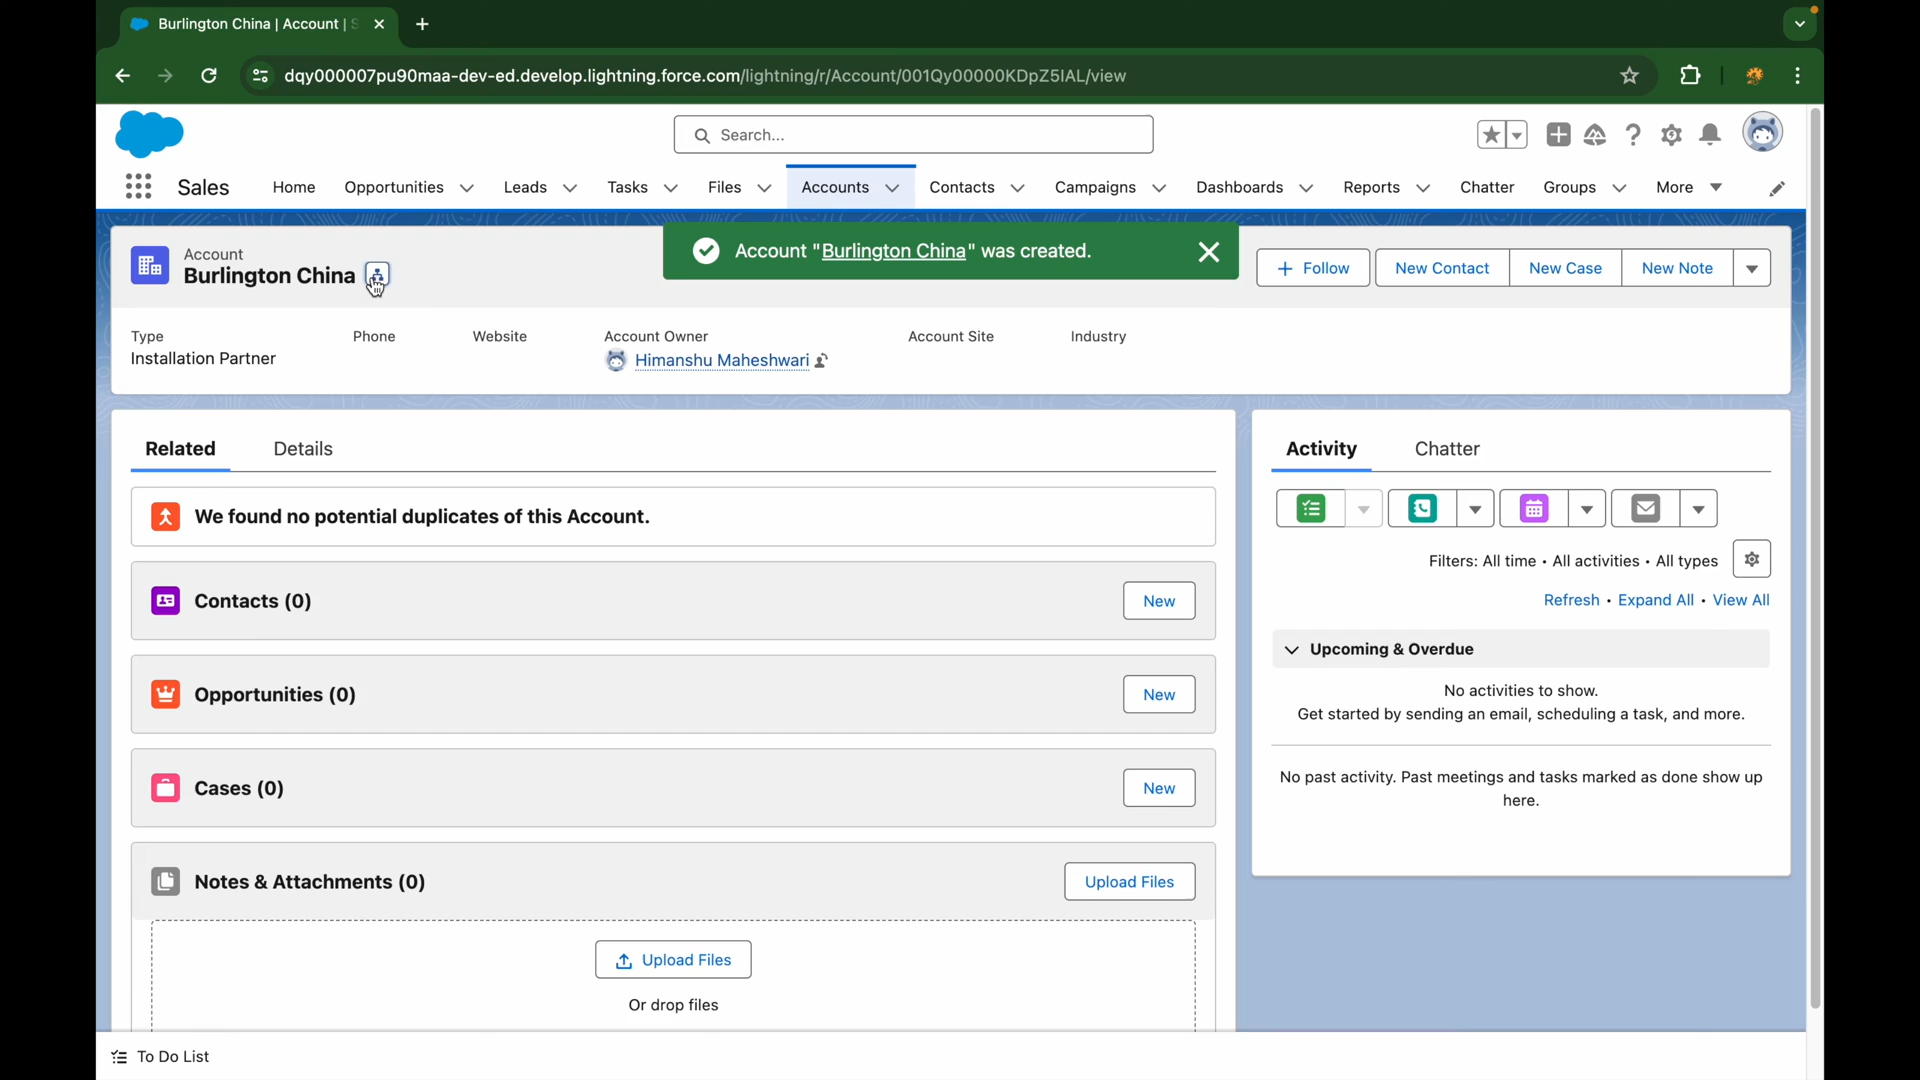 Burlington China | Account |
dqy000007pu90maa-dev-ed.develop.lightning.force.com/lightning/r/Account/001Qy00000KDpZ5IAL/view
Search...
Sales
Home
Opportunities
Leads
Tasks
Files
Accounts
Contacts
Campaigns
Dashboards
Reports
Chatter
Groups
More
Account
Burlington China
Account "Burlington China" was created.
Follow
New Contact
New Case
New Note
Type
Installation Partner
Phone
Website
Account Owner
Himanshu Maheshwari
Account Site
Industry
Related
Details
We found no potential duplicates of this Account.
Contacts (0)
New
Opportunities (0)
New
Cases (0)
New
Notes & Attachments (0)
Upload Files
Upload Files
Or drop files
Activity
Chatter
Filters: All time • All activities • All types
Refresh • Expand All • View All
Upcoming & Overdue
No activities to show.
Get started by sending an email, scheduling a task, and more.
No past activity. Past meetings and tasks marked as done show up
here.
To Do List